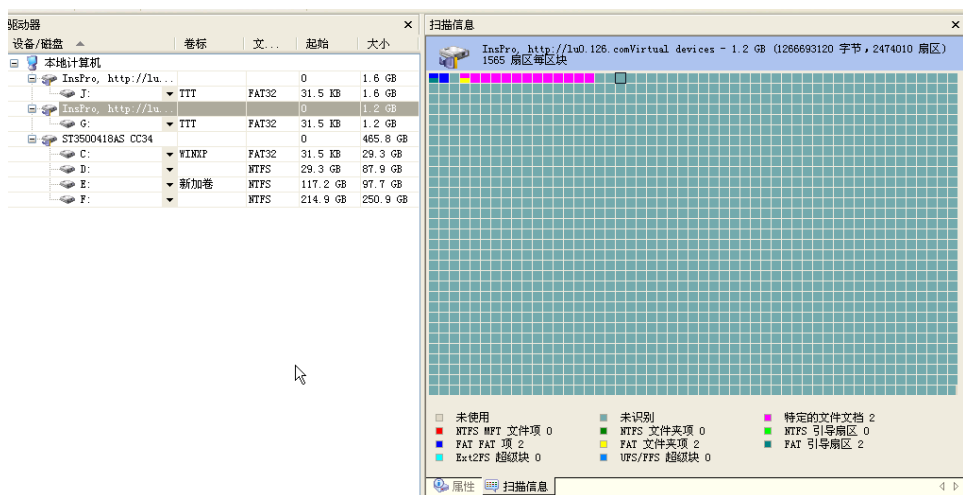 驱动器
设备/磁盘 卷标 文... 起始 大小
本地计算机
InsPro, http://lu... 0 1.6 GB
J: TTT FAT32 31.5 KB 1.6 GB
InsPro, http://lu... 0 1.2 GB
G: TTT FAT32 31.5 KB 1.2 GB
ST3500418AS CC34 0 465.8 GB
C: WINXP FAT32 31.5 KB 29.3 GB
D: NTFS 29.3 GB 87.9 GB
E: 新加卷 NTFS 117.2 GB 97.7 GB
F: NTFS 214.9 GB 250.9 GB
扫描信息
InsPro, http://lu0.126.comVirtual devices - 1.2 GB (1266693120 字节,2474010 扇区)
1565 扇区每区块
未使用 未识别 特定的文件文档 2
NTFS MFT 文件项 0 NTFS 文件夹项 0 NTFS 引导扇区 0
FAT FAT 项 2 FAT 文件夹项 2 FAT 引导扇区 2
Ext2FS 超级块 0 UFS/FFS 超级块 0
属性 扫描信息